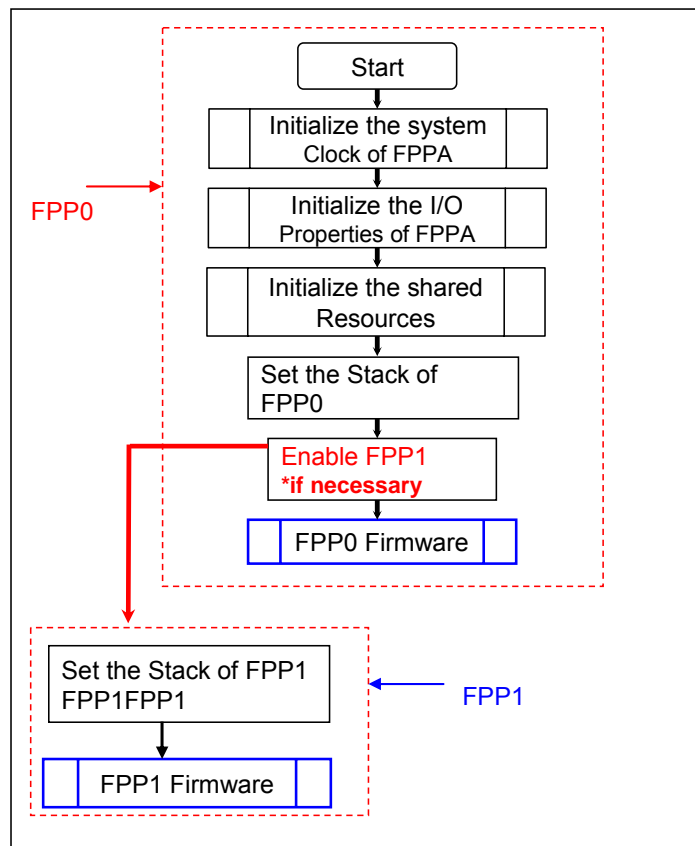 Start
Initialize the system
Clock of FPPA
FPP0
Initialize the I/O
Properties of FPPA
Initialize the shared
Resources
Set the Stack of
FPP0
Enable FPP1
*if necessary
FPP0 Firmware
Set the Stack of FPP1
FPP1FPP1
FPP1
FPP1 Firmware